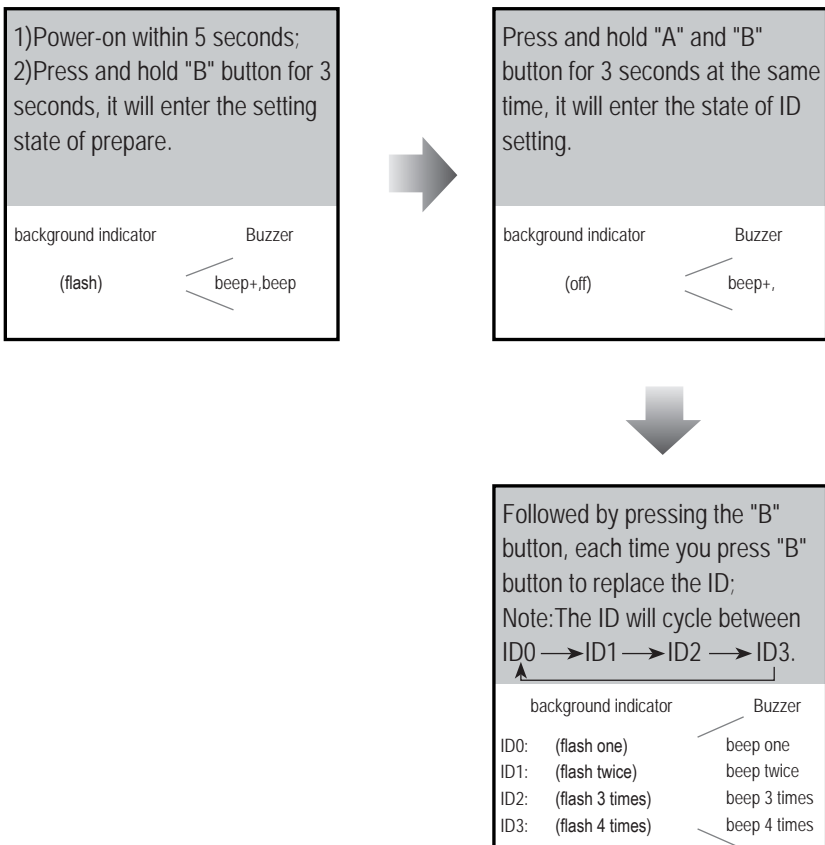 1)Power-on within 5 seconds;
2)Press and hold "B" button for 3
seconds, it will enter the setting
state of prepare.
background indicator Buzzer
(flash) beep+,beep
Press and hold "A" and "B"
button for 3 seconds at the same
time, it will enter the state of ID
setting.
background indicator Buzzer
(off) beep+,
Followed by pressing the "B"
button, each time you press "B"
button to replace the ID;
Note:The ID will cycle between
ID0 → ID1 → ID2 → ID3.
background indicator Buzzer
ID0: (flash one) beep one
ID1: (flash twice) beep twice
ID2: (flash 3 times) beep 3 times
ID3: (flash 4 times) beep 4 times